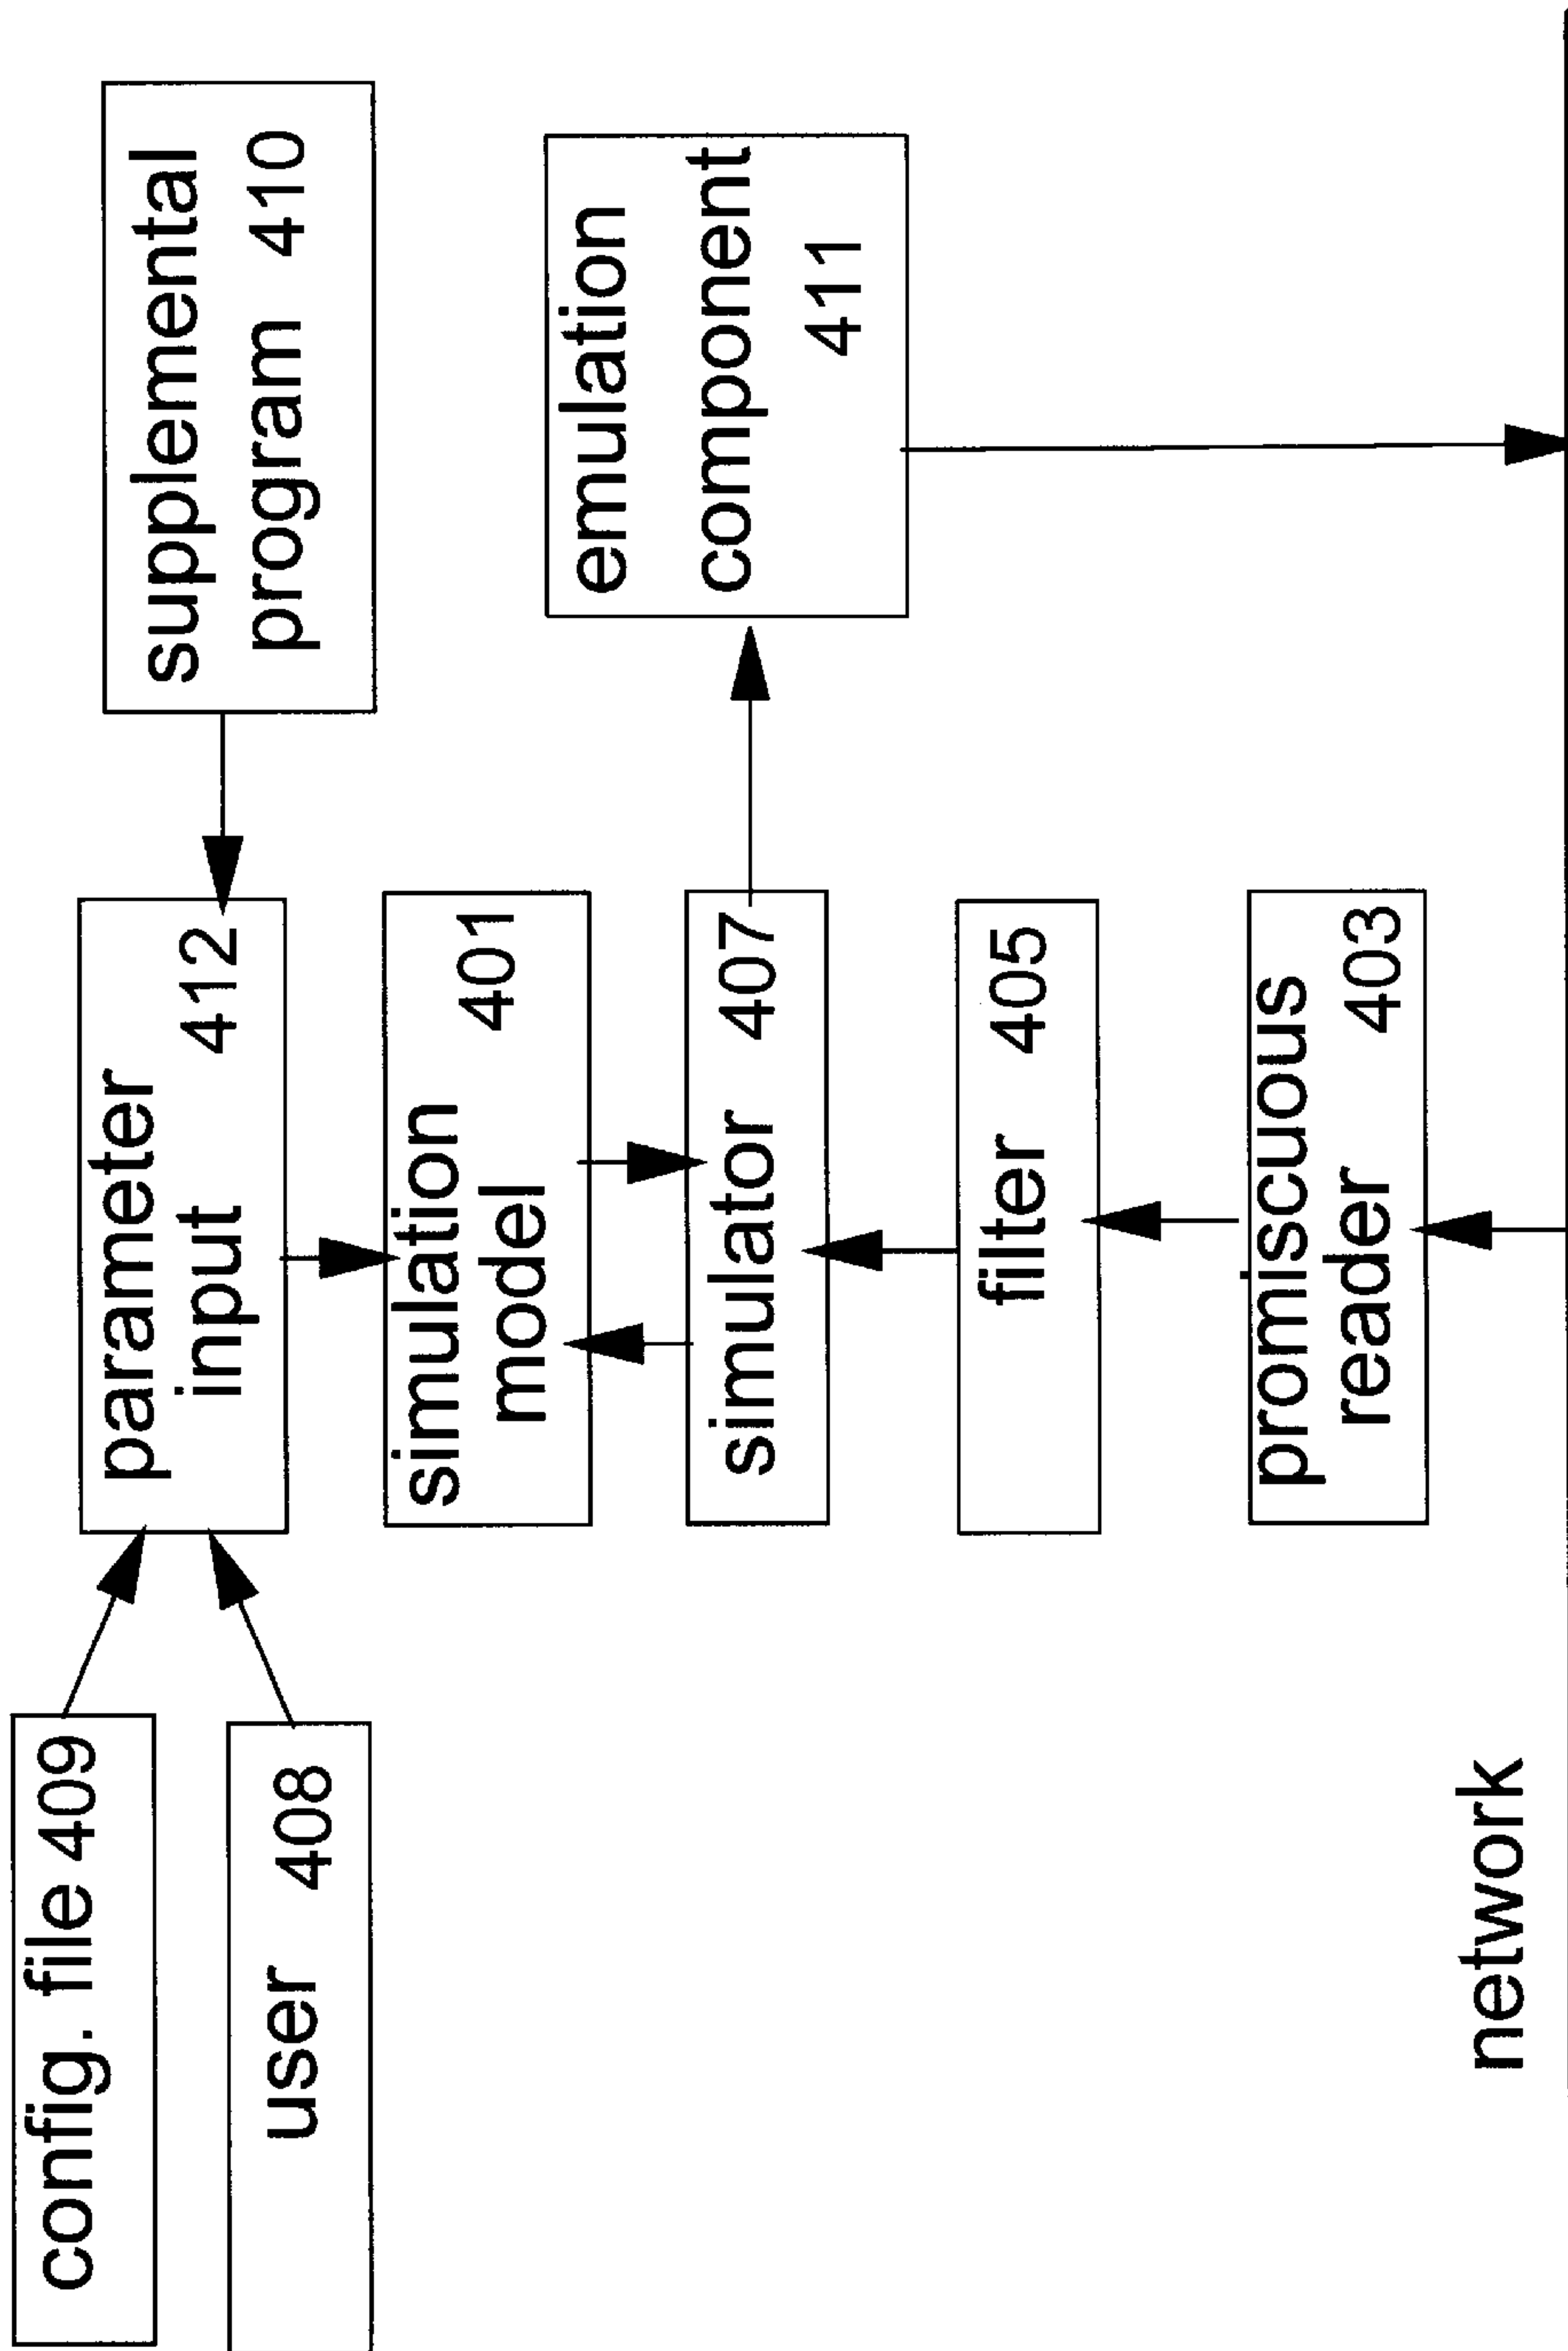 config. file 409
user 408
parameter
input 412
supplemental
program 410
simulation
model 401
simulator 407
emulation
component
411
filter 405
promiscuous
reader 403
network